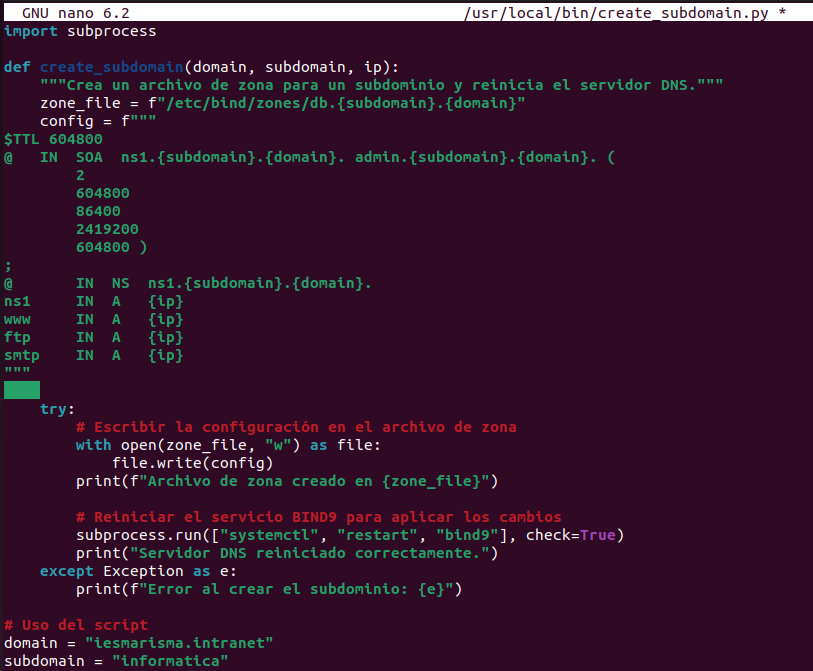 GNU nano 6.2 /usr/local/bin/create_subdomain.py *
import subprocess
def create_subdomain(domain, subdomain, ip):
    """Crea un archivo de zona para un subdominio y reinicia el servidor DNS."""
    zone_file = f"/etc/bind/zones/db.{subdomain}.{domain}"
    config = f"""
$TTL 604800
@   IN  SOA  ns1.{subdomain}.{domain}. admin.{subdomain}.{domain}. (
        2
        604800
        86400
        2419200
        604800 )
;
@       IN  NS  ns1.{subdomain}.{domain}.
ns1     IN  A   {ip}
www     IN  A   {ip}
ftp     IN  A   {ip}
smtp    IN  A   {ip}
"""
    try:
        # Escribir la configuración en el archivo de zona
        with open(zone_file, "w") as file:
            file.write(config)
        print(f"Archivo de zona creado en {zone_file}")
        # Reiniciar el servicio BIND9 para aplicar los cambios
        subprocess.run(["systemctl", "restart", "bind9"], check=True)
        print("Servidor DNS reiniciado correctamente.")
    except Exception as e:
        print(f"Error al crear el subdominio: {e}")
# Uso del script
domain = "iesmarisma.intranet"
subdomain = "informatica"